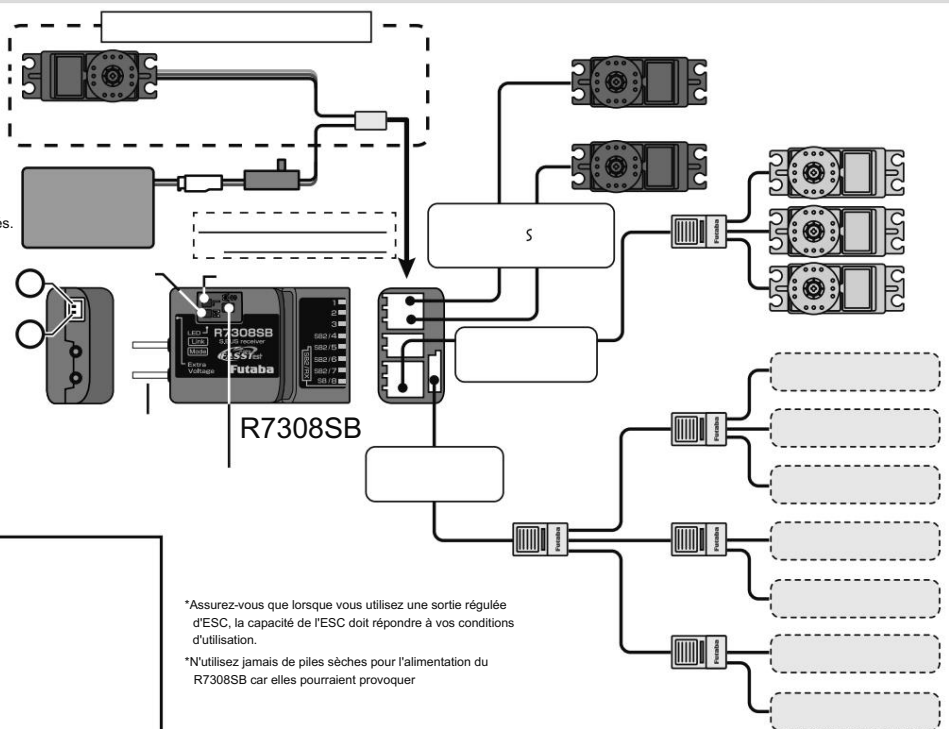 es.
S
1
2
3
SB2/4
SB2/5
SB2/6
SB2/7
SB/8
LED
Link
Mode
Extra
Voltage
R7308SB
S.BUS receiver
FASSTest
Futaba
R7308SB
Futaba
Futaba
Futaba
Futaba
Futaba
*Assurez-vous que lorsque vous utilisez une sortie régulée
d'ESC, la capacité de l'ESC doit répondre à vos conditions
d'utilisation.
*N'utilisez jamais de piles sèches pour l'alimentation du
R7308SB car elles pourraient provoquer